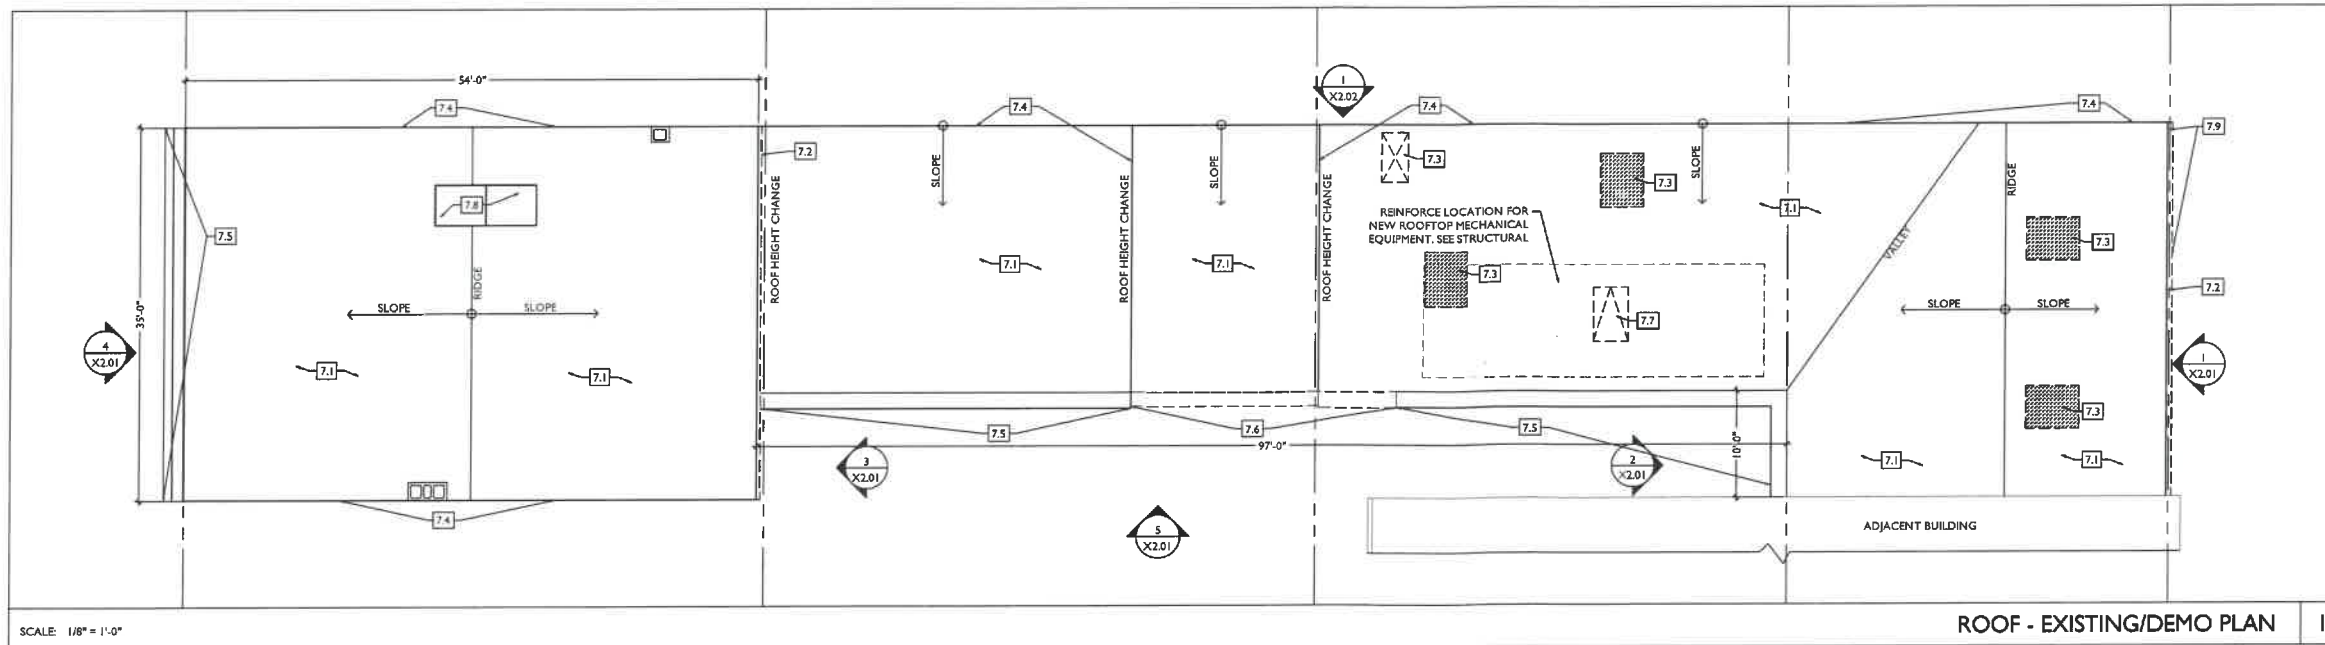 54'-0"
1
X2.02
7.4
7.4
7.4
7.4
7.9
7.2
7.3
7.3
SLOPE
SLOPE
SLOPE
RIDGE
ROOF HEIGHT CHANGE
ROOF HEIGHT CHANGE
ROOF HEIGHT CHANGE
7.8
7.1
REINFORCE LOCATION FOR
NEW ROOFTOP MECHANICAL
EQUIPMENT. SEE STRUCTURAL
7.5
VALLEY
7.3
7.1
7.1
7.3
RIDGE
7.2
SLOPE
SLOPE
SLOPE
SLOPE
35'-0"
7.7
4
X2.01
1
X2.01
7.1
7.1
7.3
7.5
7.6
7.5
97'-0"
10'-0"
3
X2.01
2
X2.01
7.1
7.1
7.4
5
X2.01
ADJACENT BUILDING
SCALE: 1/8" = 1'-0"
ROOF - EXISTING/DEMO PLAN